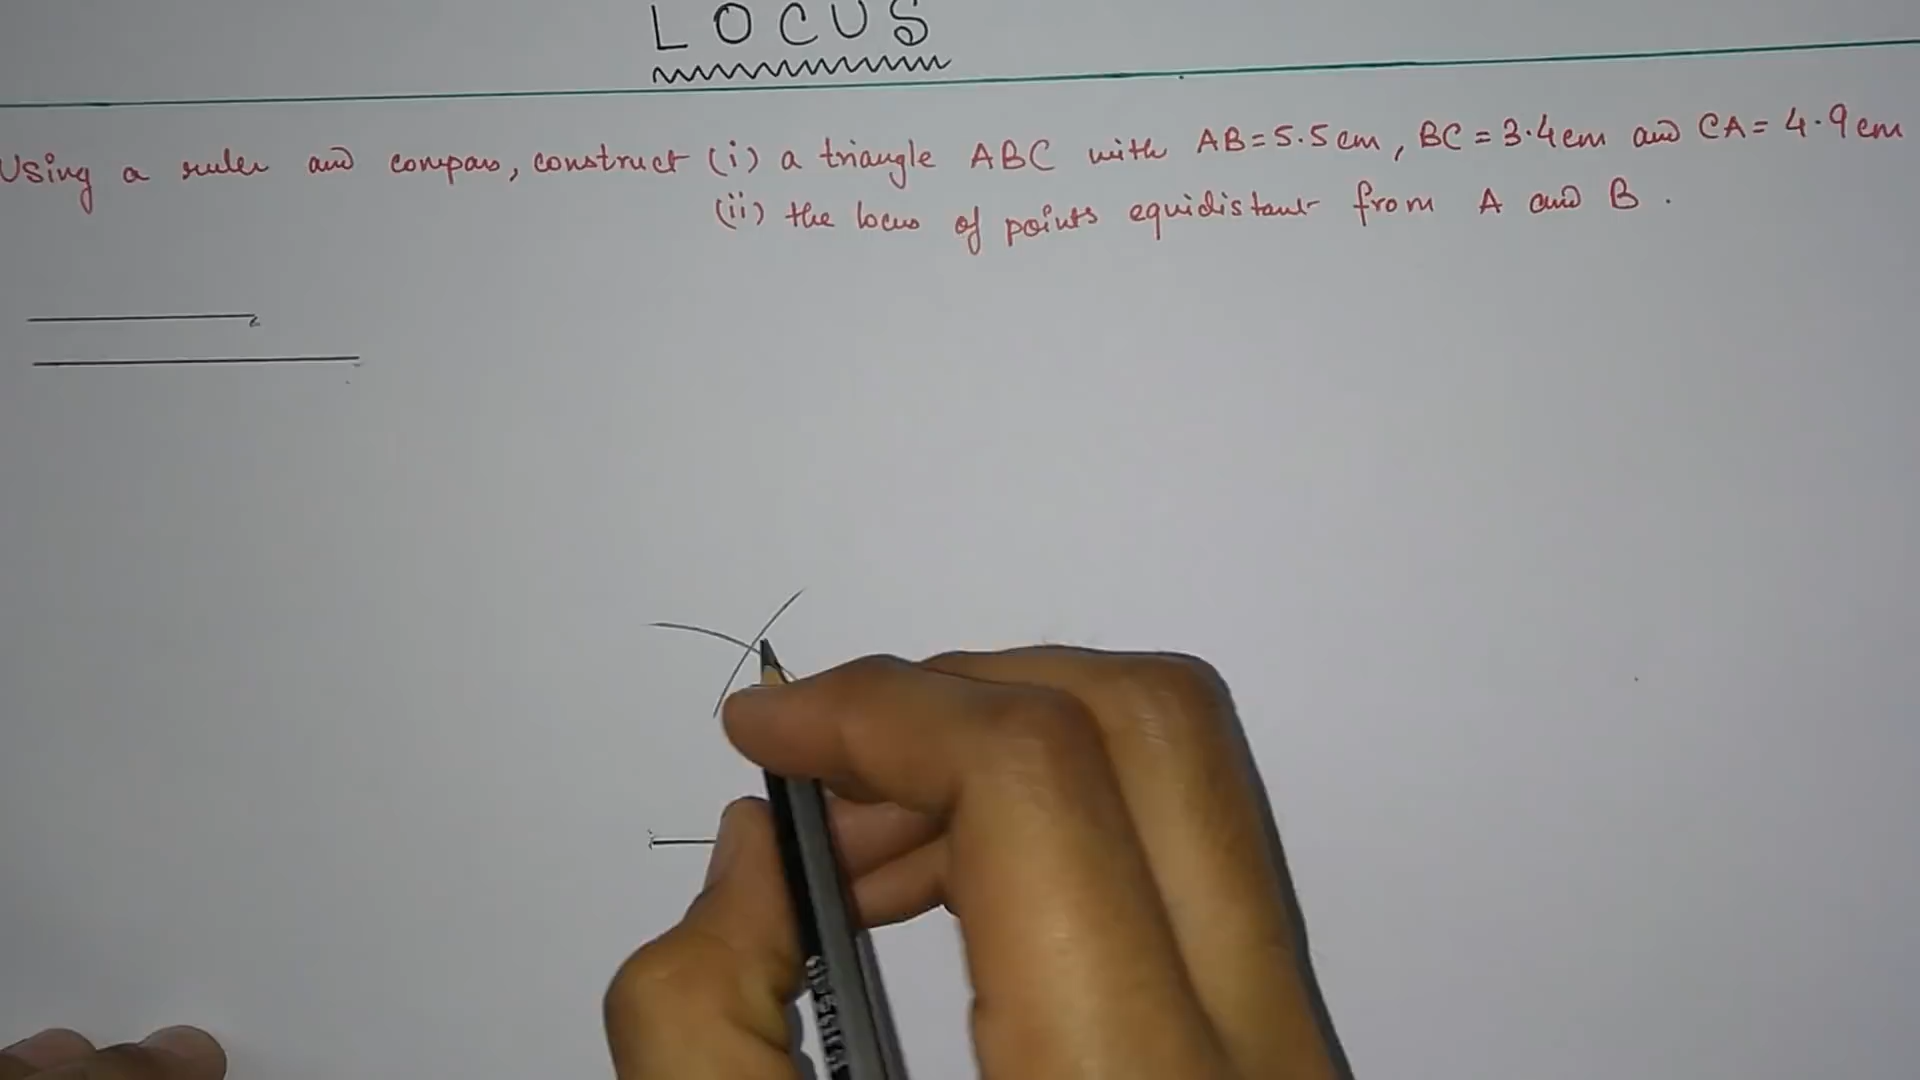 LOCUS
Using a ruler and compass, construct (i) a triangle ABC with AB = 5.5 cm, BC = 3.4 cm and CA = 4.9 cm
(ii) the locus of points equidistant from A and B.